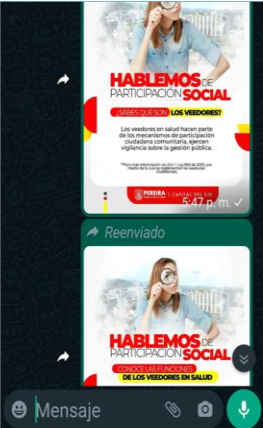 HABLEMOS DE
PARTICIPACIÓN SOCIAL
¿SABES QUÉ SON LOS VEEDORES?
Los veedores en salud hacen parte
de los mecanismos de participación
ciudadana comunitaria, ejercen
vigilancia sobre la gestión pública.
PEREIRA CAPITAL DEL EJE
5:47 p. m.
Reenviado
HABLEMOS DE
PARTICIPACIÓN SOCIAL
CONOCE LAS FUNCIONES
DE LOS VEEDORES EN SALUD
Mensaje